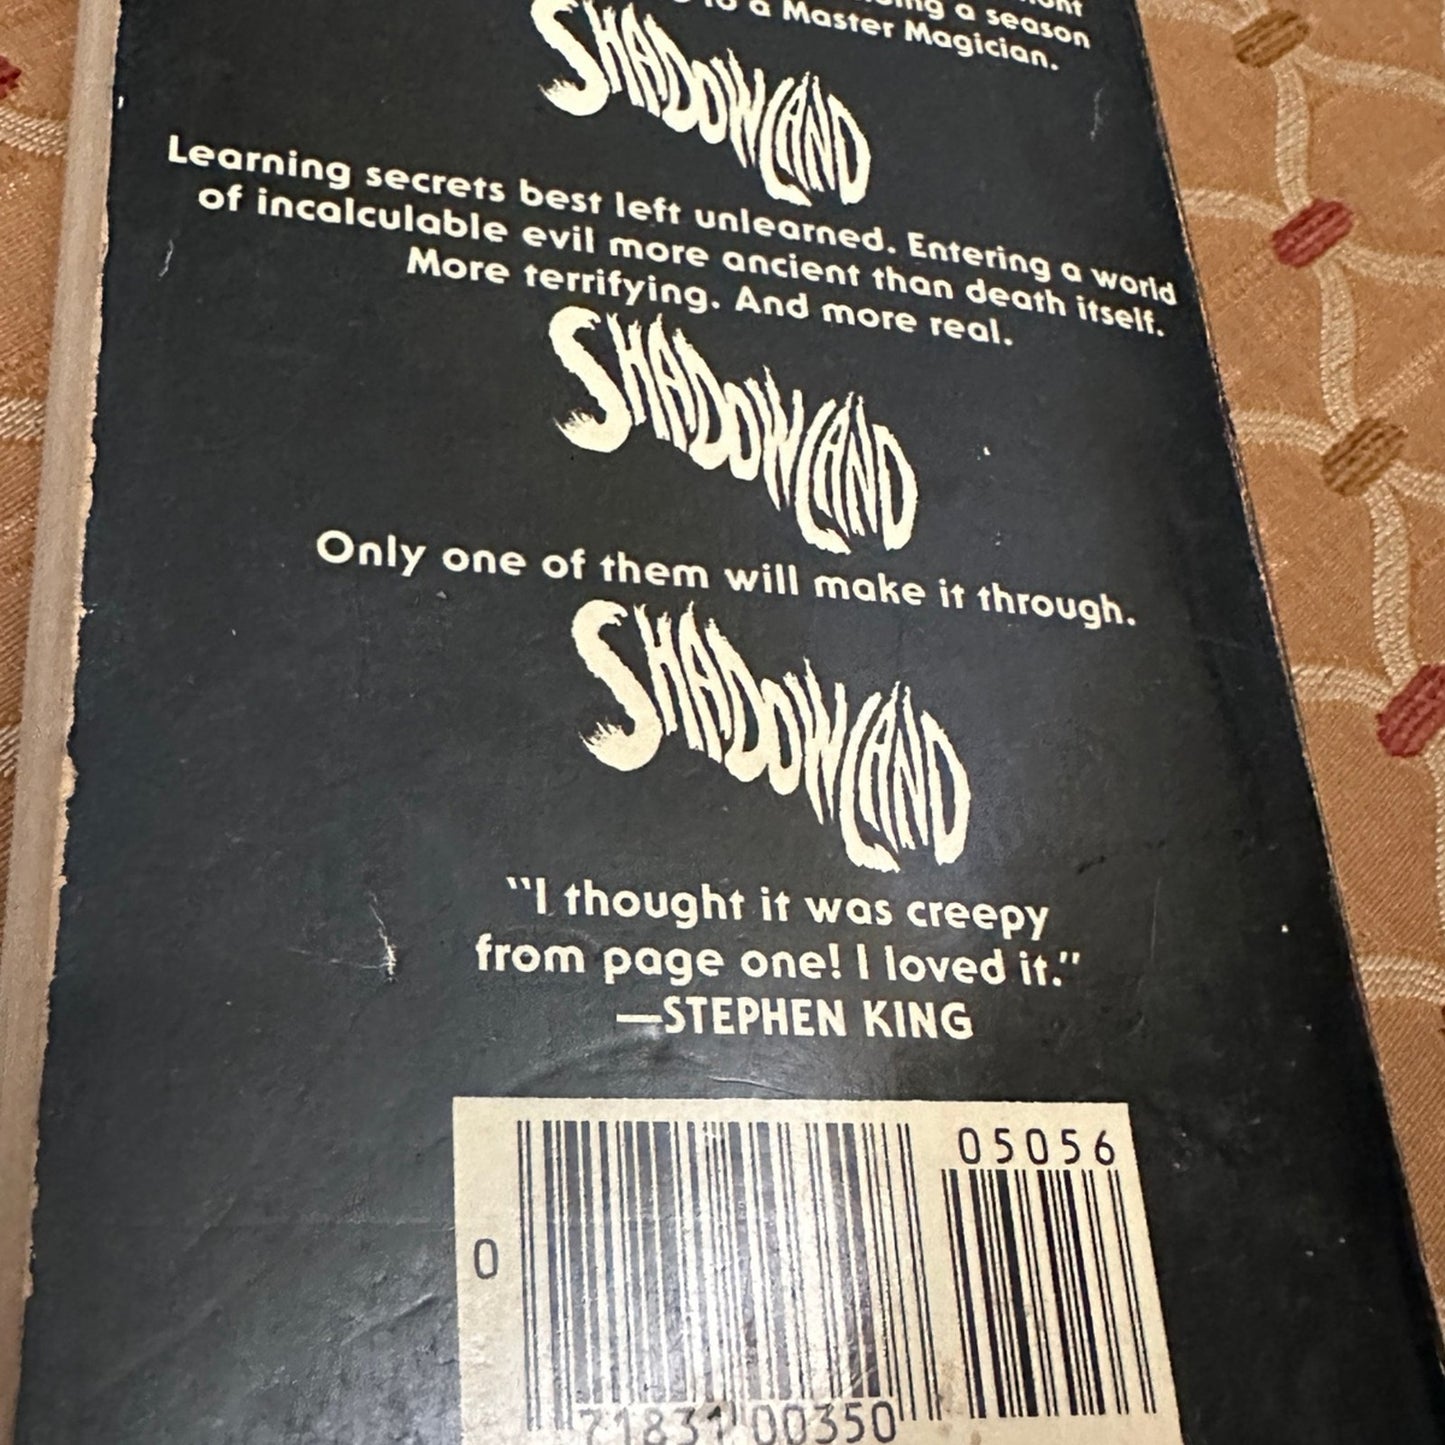 a season
to a Master Magician.
SHADOWLAND
Learning secrets best left unlearned. Entering a world
of incalculable evil more ancient than death itself.
More terrifying. And more real.
SHADOWLAND
Only one of them will make it through.
SHADOWLAND
"I thought it was creepy
from page one! I loved it."
—STEPHEN KING
05056
0
71831 00350